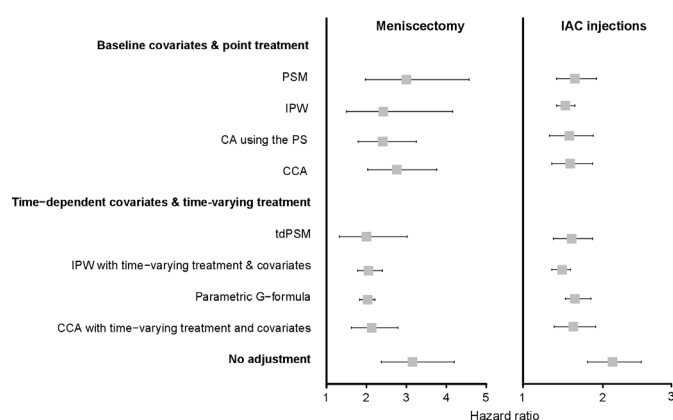 Meniscectomy
IAC injections
Baseline covariates & point treatment
PSM
IPW
CA using the PS
CCA
Time−dependent covariates & time−varying treatment
tdPSM
IPW with time−varying treatment & covariates
Parametric G−formula
CCA with time−varying treatment and covariates
No adjustment
1 2 3 4 5
1 2 3
Hazard ratio